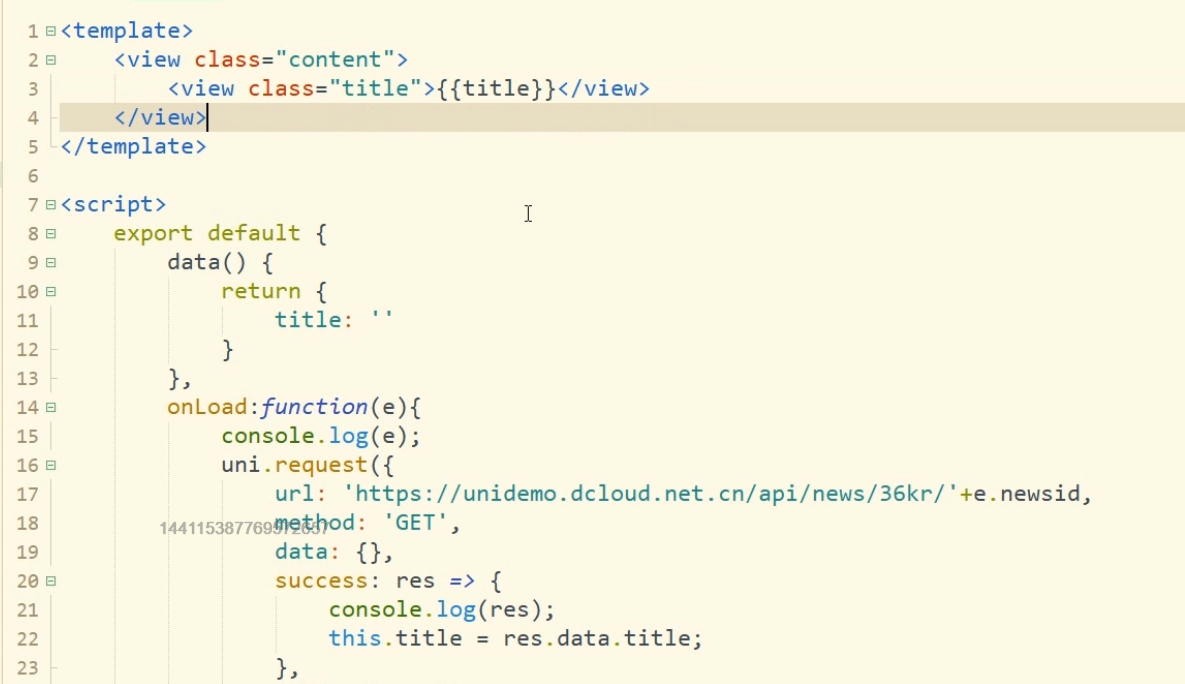 1 <template>
2 <view class="content">
3 <view class="title">{{title}}</view>
4 </view>
5 </template>
6
7 <script>
8 export default {
9 data() {
10 return {
11 title: ''
12 }
13 },
14 onLoad:function(e){
15 console.log(e);
16 uni.request({
17 url: 'https://unidemo.dcloud.net.cn/api/news/36kr/'+e.newsid,
18 method: 'GET',
19 data: {},
20 success: res => {
21 console.log(res);
22 this.title = res.data.title;
23 },